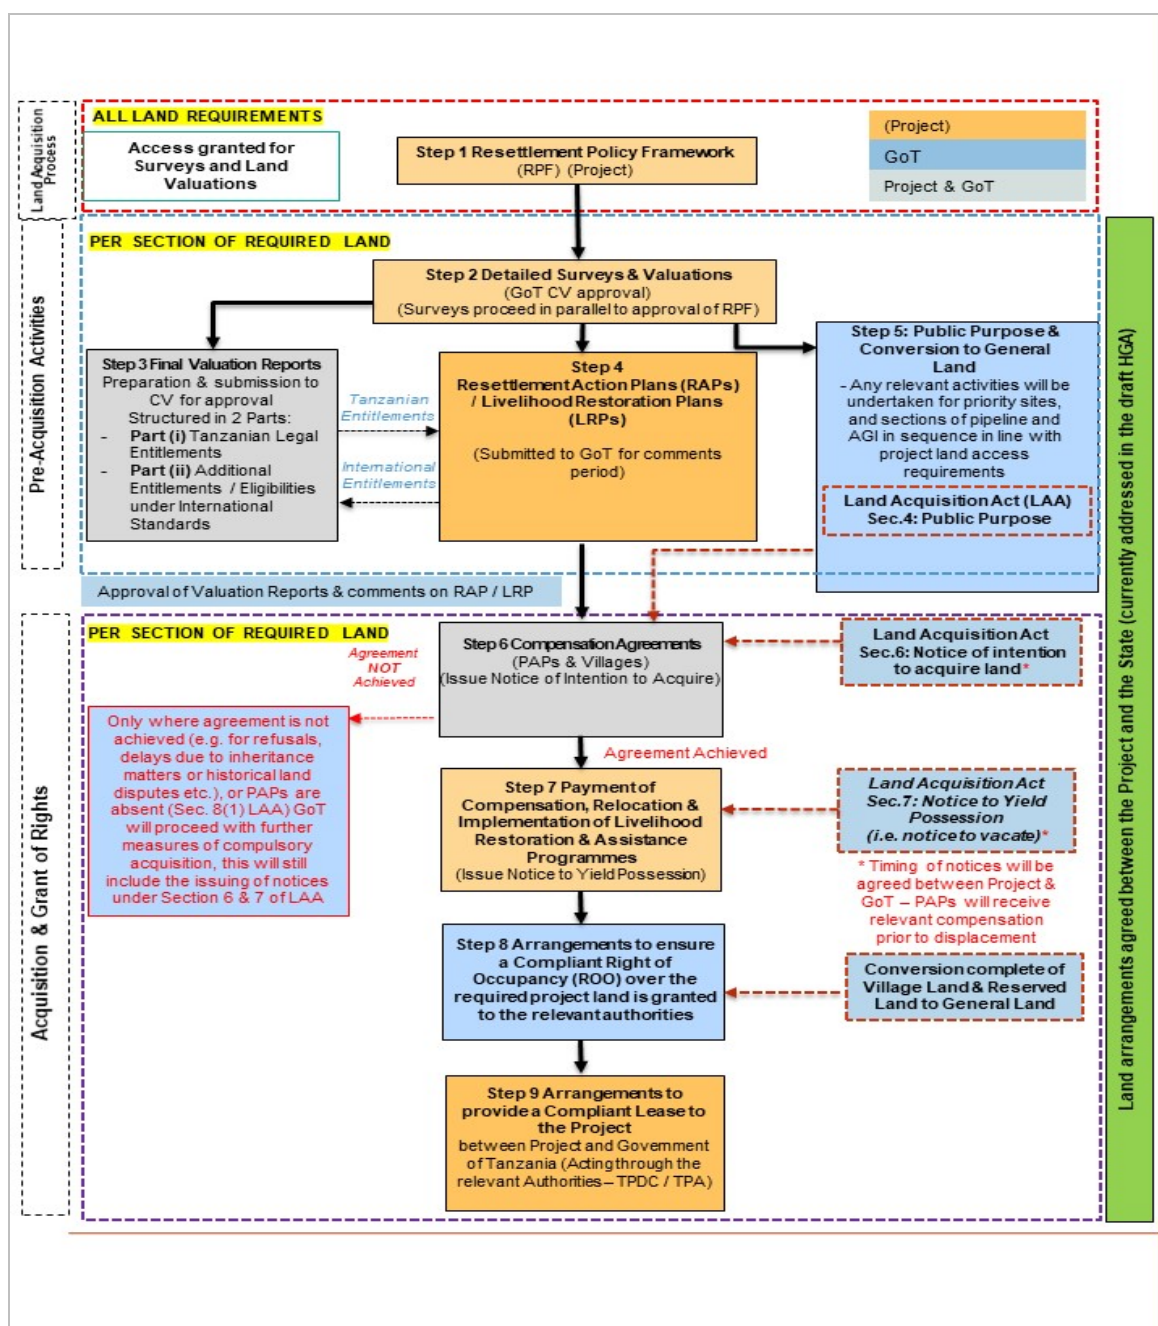 Land Acquisition
Process
ALL LAND REQUIREMENTS
Access granted for
Surveys and Land
Valuations
Step 1 Resettlement Policy Framework
(RPF) (Project)
(Project)
GoT
Project & GoT
Pre-Acquisition Activities
PER SECTION OF REQUIRED LAND
Step 2 Detailed Surveys & Valuations
(GoT CV approval)
(Surveys proceed in parallel to approval of RPF)
Step 3 Final Valuation Reports
Preparation & submission to
CV for approval
Structured in 2 Parts:
- Part (i) Tanzanian Legal
Entitlements
- Part (ii) Additional
Entitlements / Eligibilities
under International
Standards
Tanzanian
Entitlements
International
Entitlements
Step 4
Resettlement Action Plans (RAPs)
/ Livelihood Restoration Plans
(LRPs)
(Submitted to GoT for comments
period)
Step 5: Public Purpose &
Conversion to General
Land
- Any relevant activities will be
undertaken for priority sites,
and sections of pipeline and
AGI in sequence in line with
project land access
requirements
Land Acquisition Act (LAA)
Sec.4: Public Purpose
Approval of Valuation Reports & comments on RAP / LRP
Acquisition & Grant of Rights
PER SECTION OF REQUIRED LAND
Agreement
NOT
Achieved
Step 6 Compensation Agreements
(PAPs & Villages)
(Issue Notice of Intention to Acquire)
Land Acquisition Act
Sec.6: Notice of intention
to acquire land*
Only where agreement is not
achieved (e.g. for refusals,
delays due to inheritance
matters or historical land
disputes etc.), or PAPs are
absent (Sec. 8(1) LAA) GoT
will proceed with further
measures of compulsory
acquisition, this will still
include the issuing of notices
under Section 6 & 7 of LAA
Agreement Achieved
Step 7 Payment of
Compensation, Relocation &
Implementation of Livelihood
Restoration & Assistance
Programmes
(Issue Notice to Yield Possession)
Land Acquisition Act
Sec.7: Notice to Yield
Possession
(i.e. notice to vacate)*
* Timing of notices will be
agreed between Project &
GoT – PAPs will receive
relevant compensation
prior to displacement
Step 8 Arrangements to ensure
a Compliant Right of
Occupancy (ROO) over the
required project land is granted
to the relevant authorities
Conversion complete of
Village Land & Reserved
Land to General Land
Step 9 Arrangements to
provide a Compliant Lease to
the Project
between Project and Government
of Tanzania (Acting through the
relevant Authorities – TPDC / TPA)
Land arrangements agreed between the Project and the State (currently addressed in the draft HGA)